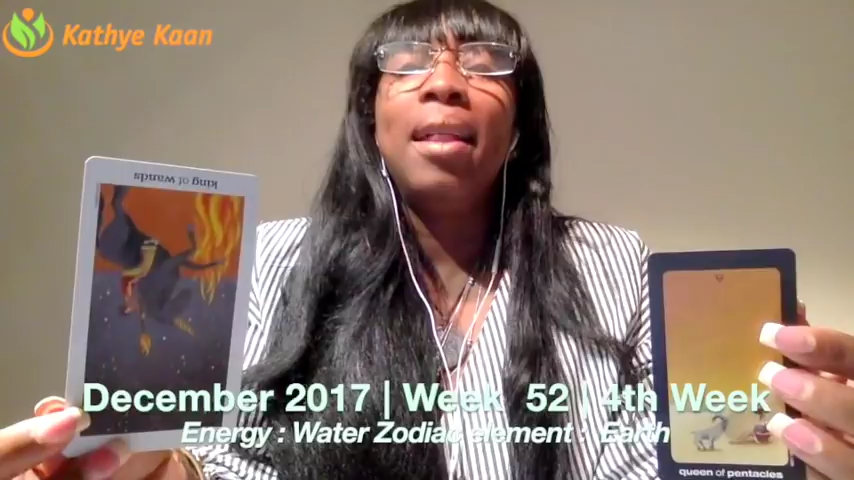 Kathye Kaan
king of wands
December 2017 | Week 52 | 4th Week
Energy : Water Zodiac element : Earth
queen of pentacles